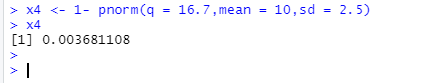 > x4 <- 1- pnorm(q = 16.7,mean = 10,sd = 2.5)
> x4
[1] 0.003681108
>
>